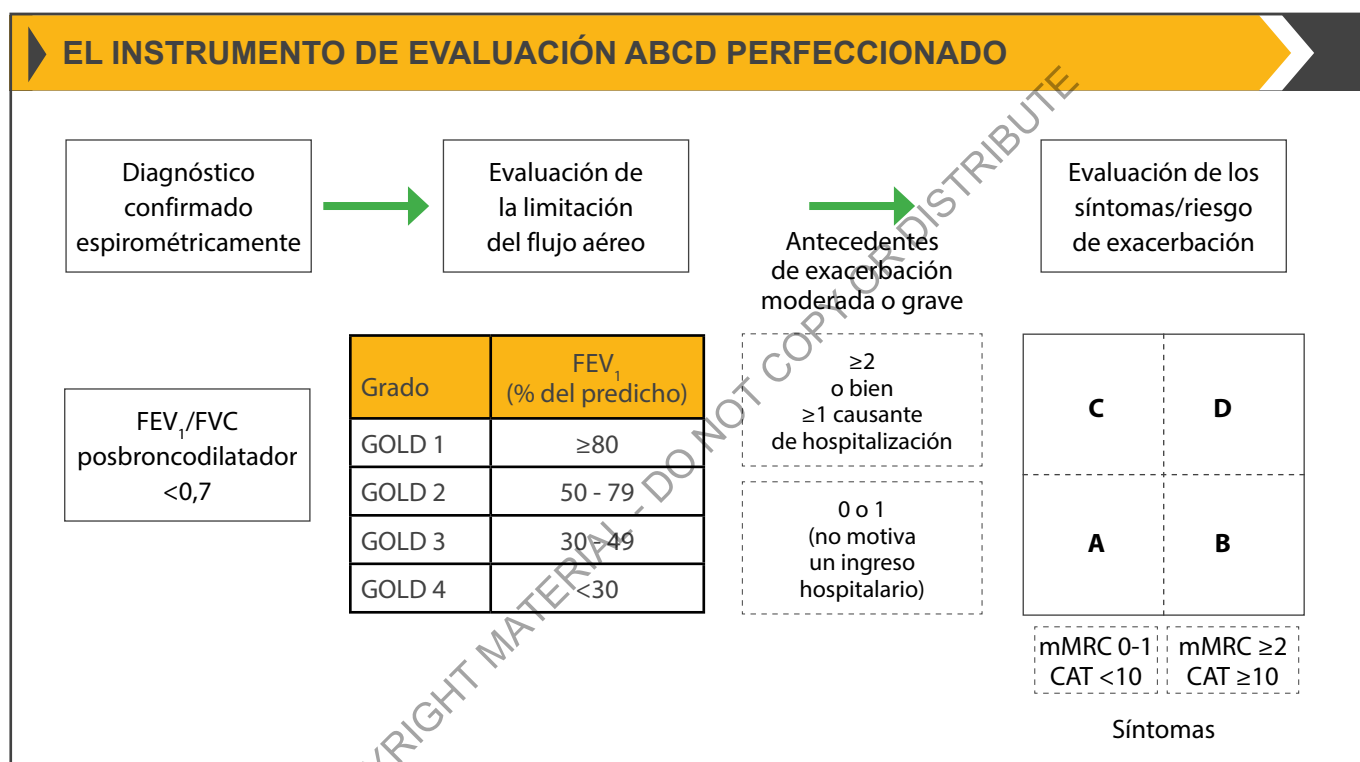 EL INSTRUMENTO DE EVALUACIÓN ABCD PERFECCIONADO
Diagnóstico
confirmado
espirométricamente
Evaluación de
la limitación
del flujo aéreo
Antecedentes
de exacerbación
moderada o grave
Evaluación de los
síntomas/riesgo
de exacerbación
FEV₁/FVC
posbroncodilatador
<0,7
Grado
FEV₁
(% del predicho)
GOLD 1
≥80
GOLD 2
50 - 79
GOLD 3
30 - 49
GOLD 4
<30
≥2
o bien
≥1 causante
de hospitalización
0 o 1
(no motiva
un ingreso
hospitalario)
C
D
A
B
mMRC 0-1
CAT <10
mMRC ≥2
CAT ≥10
Síntomas
MATERIAL - DO NOT COPY OR DISTRIBUTE